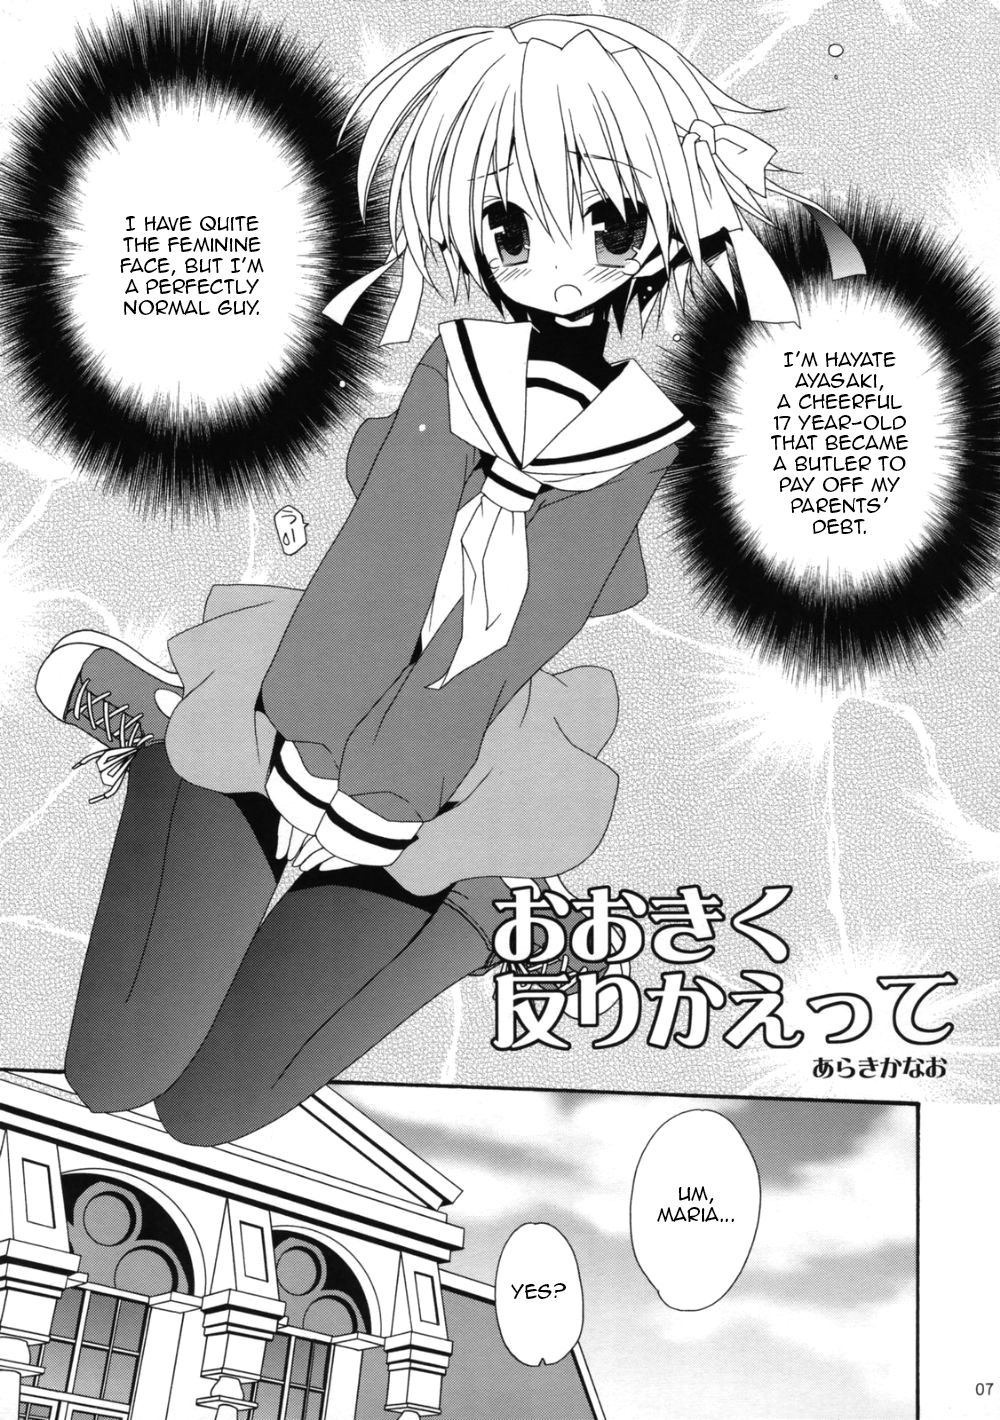 I'M HAYATE
AYASAKI,
A CHEERFUL
17 YEAR-OLD
THAT BECAME
A BUTLER TO
PAY OFF MY
PARENTS'
DEBT.
I HAVE QUITE
THE FEMININE
FACE, BUT I'M
A PERFECTLY
NORMAL GUY.
おおきく
反りかえって
あらきかなお
UM,
MARIA...
YES?
07